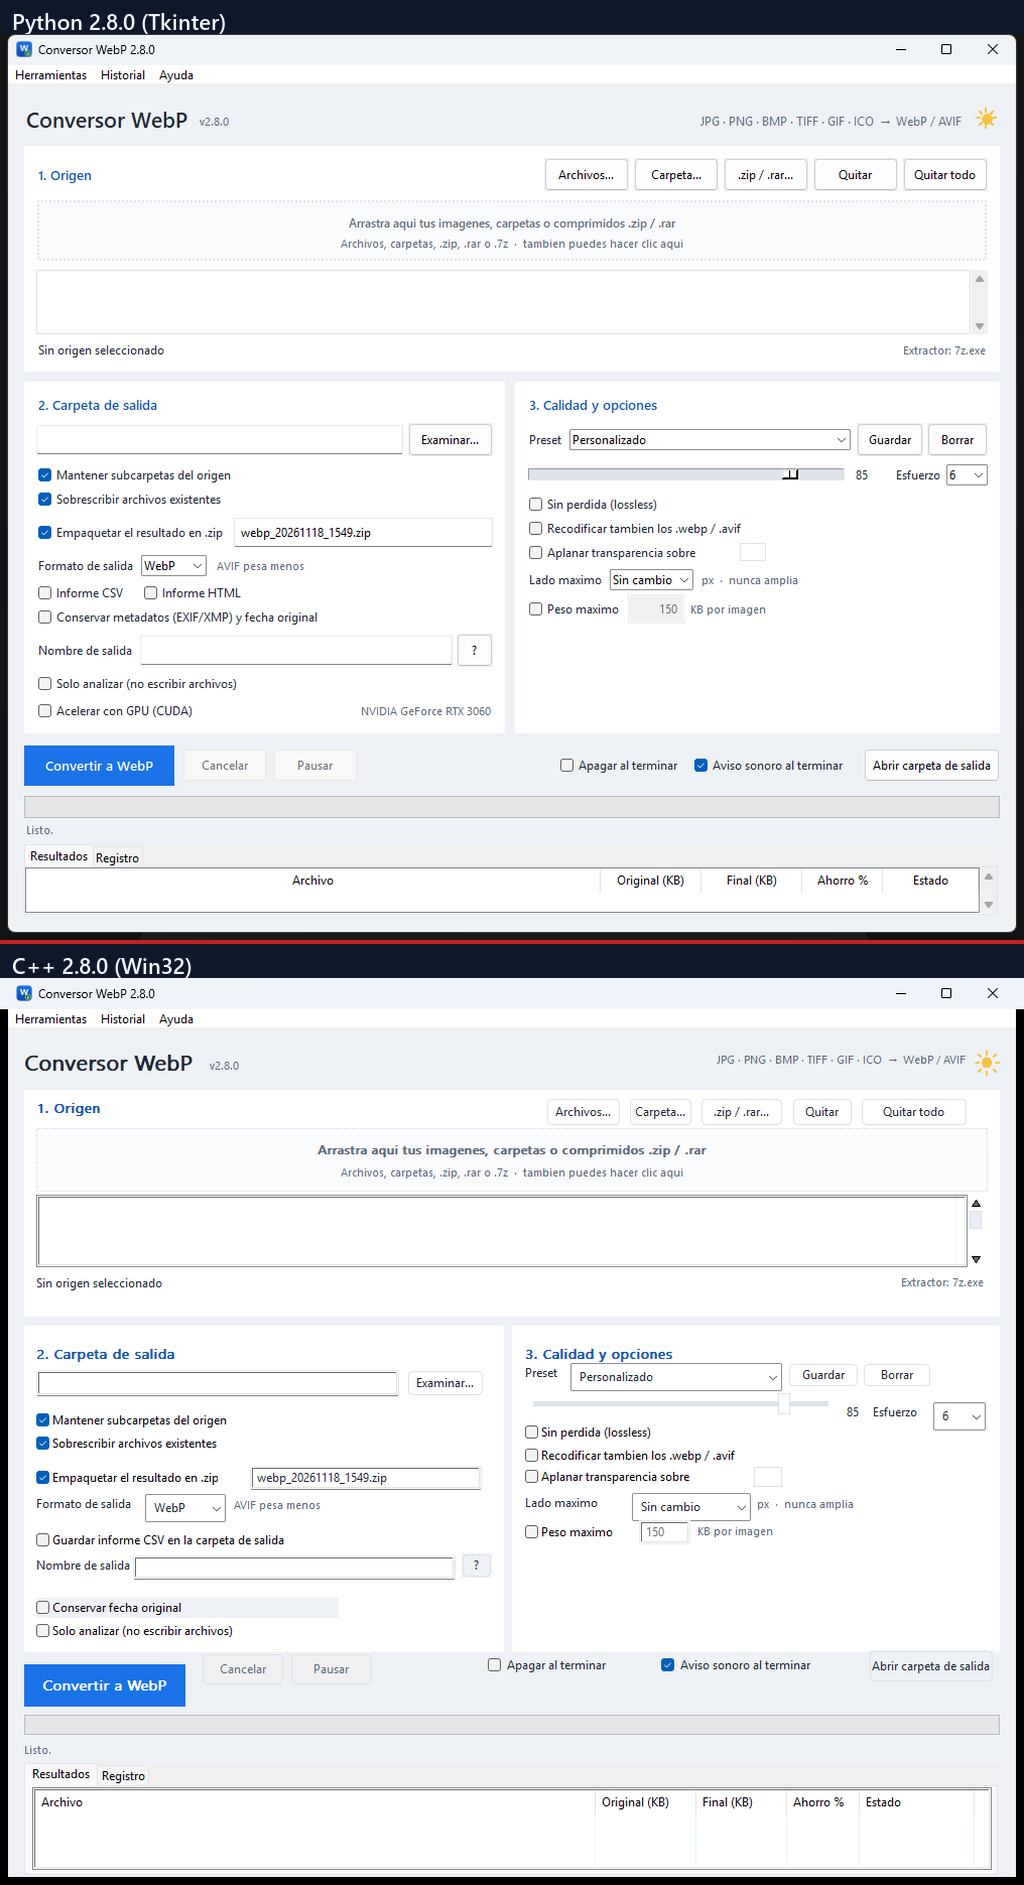 Python 2.8.0 (Tkinter)
Conversor WebP 2.8.0
Herramientas Historial Ayuda
Conversor WebP v2.8.0 JPG · PNG · BMP · TIFF · GIF · ICO → WebP / AVIF
1. Origen Archivos... Carpeta... .zip / .rar... Quitar Quitar todo
Arrastra aqui tus imagenes, carpetas o comprimidos .zip / .rar
Archivos, carpetas, .zip, .rar o .7z · tambien puedes hacer clic aqui
Sin origen seleccionado Extractor: 7z.exe
2. Carpeta de salida
Examinar...
Mantener subcarpetas del origen
Sobrescribir archivos existentes
Empaquetar el resultado en .zip webp_20261118_1549.zip
Formato de salida WebP AVIF pesa menos
Informe CSV Informe HTML
Conservar metadatos (EXIF/XMP) y fecha original
Nombre de salida ?
Solo analizar (no escribir archivos)
Acelerar con GPU (CUDA) NVIDIA GeForce RTX 3060
3. Calidad y opciones
Preset Personalizado Guardar Borrar
85 Esfuerzo 6
Sin perdida (lossless)
Recodificar tambien los .webp / .avif
Aplanar transparencia sobre
Lado maximo Sin cambio px · nunca amplia
Peso maximo 150 KB por imagen
Convertir a WebP Cancelar Pausar Apagar al terminar Aviso sonoro al terminar Abrir carpeta de salida
Listo.
Resultados Registro
Archivo Original (KB) Final (KB) Ahorro % Estado
C++ 2.8.0 (Win32)
Conversor WebP 2.8.0
Herramientas Historial Ayuda
Conversor WebP v2.8.0 JPG · PNG · BMP · TIFF · GIF · ICO → WebP / AVIF
1. Origen Archivos... Carpeta... .zip / .rar... Quitar Quitar todo
Arrastra aqui tus imagenes, carpetas o comprimidos .zip / .rar
Archivos, carpetas, .zip, .rar o .7z · tambien puedes hacer clic aqui
Sin origen seleccionado Extractor: 7z.exe
2. Carpeta de salida
Examinar...
Mantener subcarpetas del origen
Sobrescribir archivos existentes
Empaquetar el resultado en .zip webp_20261118_1549.zip
Formato de salida WebP AVIF pesa menos
Guardar informe CSV en la carpeta de salida
Nombre de salida ?
Conservar fecha original
Solo analizar (no escribir archivos)
3. Calidad y opciones
Preset Personalizado Guardar Borrar
85 Esfuerzo 6
Sin perdida (lossless)
Recodificar tambien los .webp / .avif
Aplanar transparencia sobre
Lado maximo Sin cambio px · nunca amplia
Peso maximo 150 KB por imagen
Convertir a WebP Cancelar Pausar Apagar al terminar Aviso sonoro al terminar Abrir carpeta de salida
Listo.
Resultados Registro
Archivo Original (KB) Final (KB) Ahorro % Estado